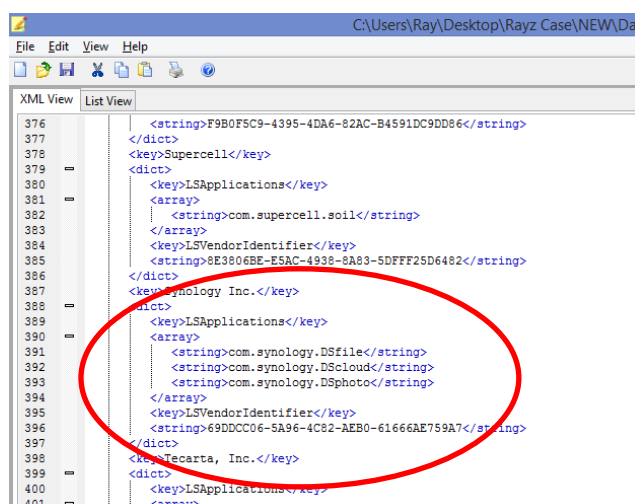 C:\Users\Ray\Desktop\Rayz Case\NEW\Da
File Edit View Help
XML View List View
376 <string>F9B0F5C9-4395-4DA6-82AC-B4591DC9DD86</string>
377 </dict>
378 <key>Supercell</key>
379 <dict>
380 <key>LSApplications</key>
381 <array>
382 <string>com.supercell.soil</string>
383 </array>
384 <key>LSVendorIdentifier</key>
385 <string>8E3806BE-E5AC-4938-8A83-5DFFF25D6482</string>
386 </dict>
387 <key>Synology Inc.</key>
388 <dict>
389 <key>LSApplications</key>
390 <array>
391 <string>com.synology.DSfile</string>
392 <string>com.synology.DScloud</string>
393 <string>com.synology.DSphoto</string>
394 </array>
395 <key>LSVendorIdentifier</key>
396 <string>69DDCC06-5A96-4C82-AEB0-61666AE759A7</string>
397 </dict>
398 <key>Tecarta, Inc.</key>
399 <dict>
400 <key>LSApplications</key>
401 <array>